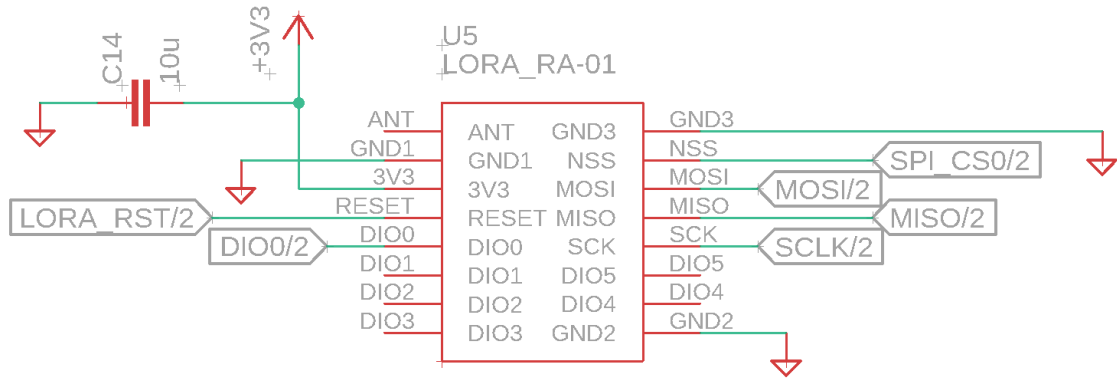 C14
10u
+3V3
U5
LORA_RA-01
ANT
GND1
3V3
RESET
DIO0
DIO1
DIO2
DIO3
LORA_RST/2
DIO0/2
ANT GND3
GND1 NSS
3V3 MOSI
RESET MISO
DIO0 SCK
DIO1 DIO5
DIO2 DIO4
DIO3 GND2
GND3
NSS
MOSI
MISO
SCK
DIO5
DIO4
GND2
SPI_CS0/2
MOSI/2
MISO/2
SCLK/2